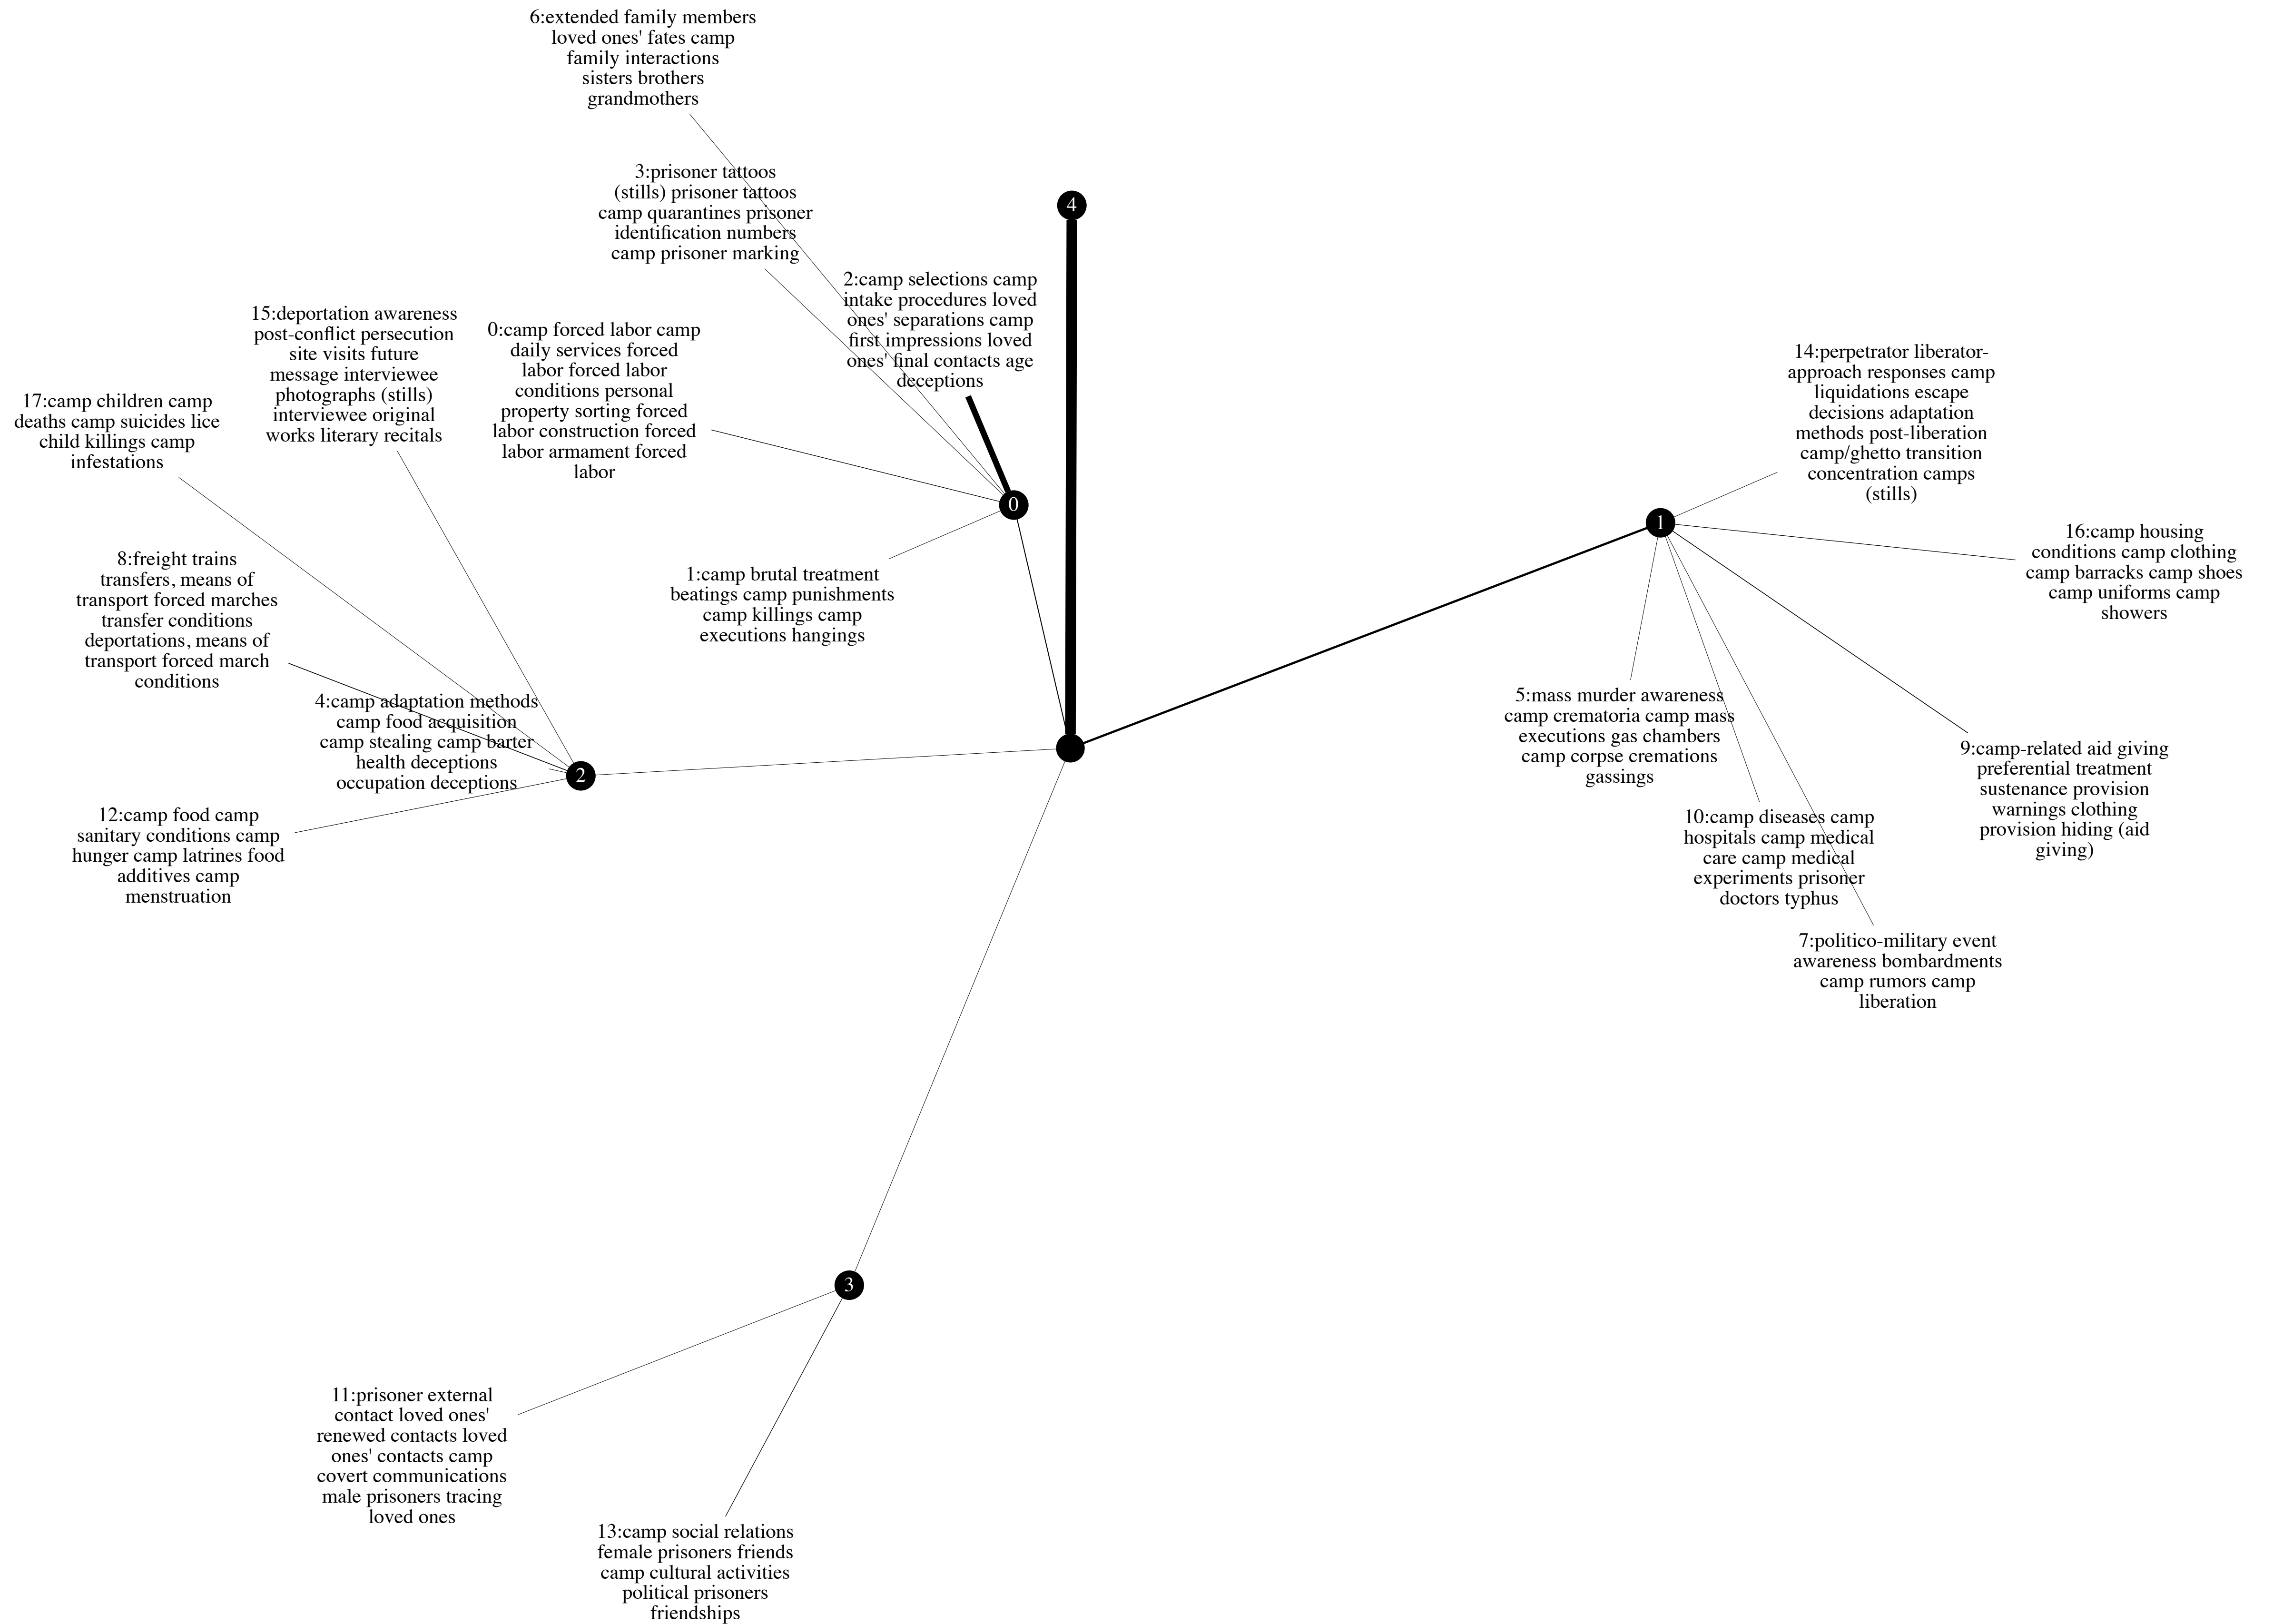 6:extended family members
loved ones' fates camp
family interactions
sisters brothers
grandmothers
3:prisoner tattoos
(stills) prisoner tattoos
camp quarantines prisoner
identification numbers
camp prisoner marking
4
2:camp selections camp
intake procedures loved
ones' separations camp
first impressions loved
ones' final contacts age
deceptions
15:deportation awareness
post-conflict persecution
site visits future
message interviewee
photographs (stills)
interviewee original
works literary recitals
0:camp forced labor camp
daily services forced
labor forced labor
conditions personal
property sorting forced
labor construction forced
labor armament forced
labor
14:perpetrator liberator-
approach responses camp
liquidations escape
decisions adaptation
methods post-liberation
camp/ghetto transition
concentration camps
(stills)
17:camp children camp
deaths camp suicides lice
child killings camp
infestations
0
1
16:camp housing
conditions camp clothing
camp barracks camp shoes
camp uniforms camp
showers
8:freight trains
transfers, means of
transport forced marches
transfer conditions
deportations, means of
transport forced march
conditions
1:camp brutal treatment
beatings camp punishments
camp killings camp
executions hangings
4:camp adaptation methods
camp food acquisition
camp stealing camp barter
health deceptions
occupation deceptions
2
5:mass murder awareness
camp crematoria camp mass
executions gas chambers
camp corpse cremations
gassings
9:camp-related aid giving
preferential treatment
sustenance provision
warnings clothing
provision hiding (aid
giving)
12:camp food camp
sanitary conditions camp
hunger camp latrines food
additives camp
menstruation
10:camp diseases camp
hospitals camp medical
care camp medical
experiments prisoner
doctors typhus
7:politico-military event
awareness bombardments
camp rumors camp
liberation
3
11:prisoner external
contact loved ones'
renewed contacts loved
ones' contacts camp
covert communications
male prisoners tracing
loved ones
13:camp social relations
female prisoners friends
camp cultural activities
political prisoners
friendships